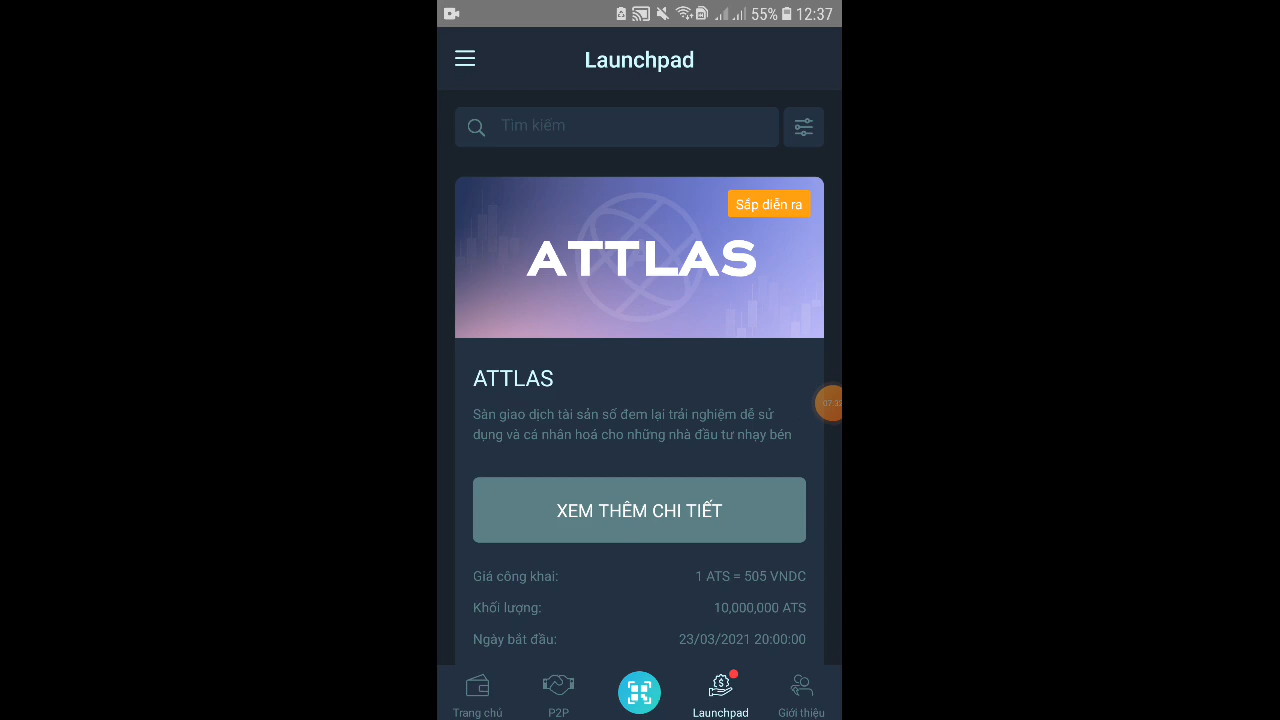 55% 12:37
Launchpad
Tìm kiếm
Sắp diễn ra
ATTLAS
ATTLAS
Sàn giao dịch tài sản số đem lại trải nghiệm dễ sử
dụng và cá nhân hoá cho những nhà đầu tư nhạy bén
XEM THÊM CHI TIẾT
Giá công khai: 1 ATS = 505 VNDC
Khối lượng: 10,000,000 ATS
Ngày bắt đầu: 23/03/2021 20:00:00
Trang chủ P2P Launchpad Giới thiệu